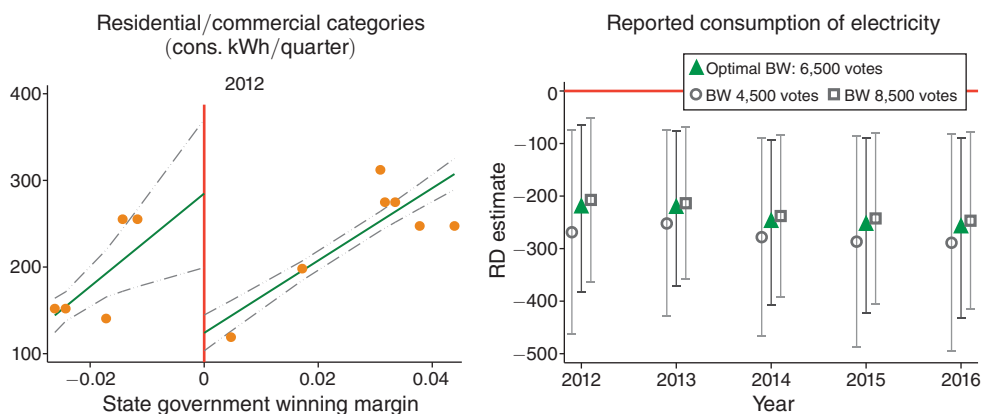 Residential/commercial categories
(cons. kWh/quarter)
2012
400
300
200
100
−0.02
0
0.02
0.04
State government winning margin
Reported consumption of electricity
Optimal BW: 6,500 votes
BW 4,500 votes
BW 8,500 votes
RD estimate
0
−100
−200
−300
−400
−500
2012
2013
2014
2015
2016
Year